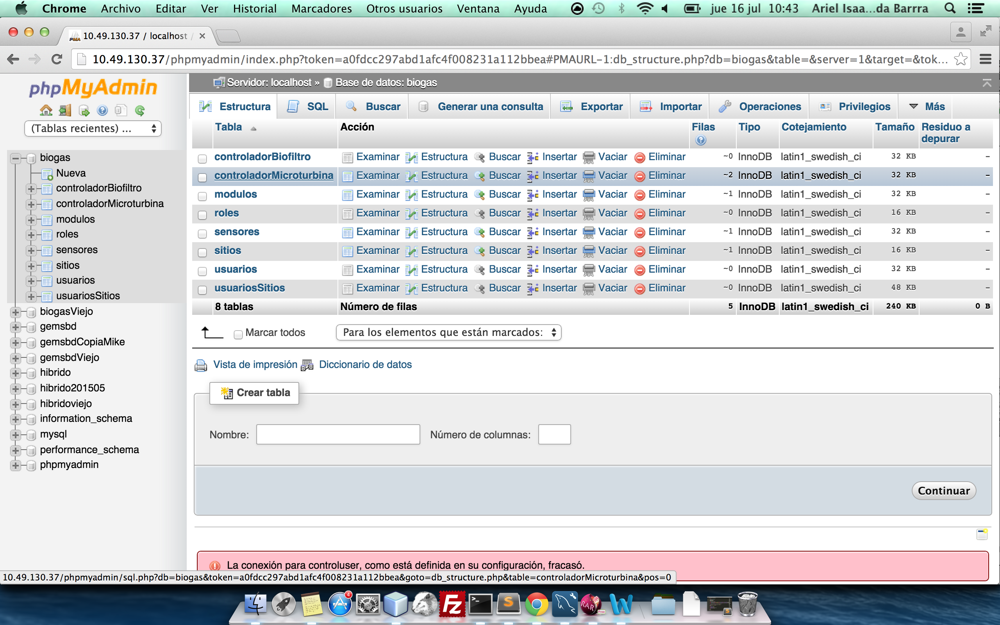 Chrome Archivo Editar Ver Historial Marcadores Otros usuarios Ventana Ayuda jue 16 jul 10:43 Ariel Isaa...da Barrra
10.49.130.37 / localhost /
10.49.130.37/phpmyadmin/index.php?token=a0fdcc297abd1afc4f008231a112bbea#PMAURL-1:db_structure.php?db=biogas&table=&server=1&target=&tok...
phpMyAdmin
(Tablas recientes) ...
biogas
Nueva
controladorBiofiltro
controladorMicroturbina
modulos
roles
sensores
sitios
usuarios
usuariosSitios
biogasViejo
gemsbd
gemsbdCopiaMike
gemsbdViejo
hibrido
hibrido201505
hibridoviejo
information_schema
mysql
performance_schema
phpmyadmin
Servidor: localhost » Base de datos: biogas
Estructura SQL Buscar Generar una consulta Exportar Importar Operaciones Privilegios Más
Tabla Acción Filas Tipo Cotejamiento Tamaño Residuo a depurar
controladorBiofiltro Examinar Estructura Buscar Insertar Vaciar Eliminar ~0 InnoDB latin1_swedish_ci 32 KB -
controladorMicroturbina Examinar Estructura Buscar Insertar Vaciar Eliminar ~2 InnoDB latin1_swedish_ci 32 KB -
modulos Examinar Estructura Buscar Insertar Vaciar Eliminar ~1 InnoDB latin1_swedish_ci 32 KB -
roles Examinar Estructura Buscar Insertar Vaciar Eliminar ~0 InnoDB latin1_swedish_ci 16 KB -
sensores Examinar Estructura Buscar Insertar Vaciar Eliminar ~1 InnoDB latin1_swedish_ci 32 KB -
sitios Examinar Estructura Buscar Insertar Vaciar Eliminar ~1 InnoDB latin1_swedish_ci 16 KB -
usuarios Examinar Estructura Buscar Insertar Vaciar Eliminar ~0 InnoDB latin1_swedish_ci 32 KB -
usuariosSitios Examinar Estructura Buscar Insertar Vaciar Eliminar ~0 InnoDB latin1_swedish_ci 48 KB -
8 tablas Número de filas 5 InnoDB latin1_swedish_ci 240 KB 0 B
Marcar todos Para los elementos que están marcados:
Vista de impresión Diccionario de datos
Crear tabla
Nombre: Número de columnas:
Continuar
La conexión para controluser, como está definida en su configuración, fracasó.
10.49.130.37/phpmyadmin/sql.php?db=biogas&token=a0fdcc297abd1afc4f008231a112bbea&goto=db_structure.php&table=controladorMicroturbina&pos=0
4
Fz
S
RAR
Free
W
S